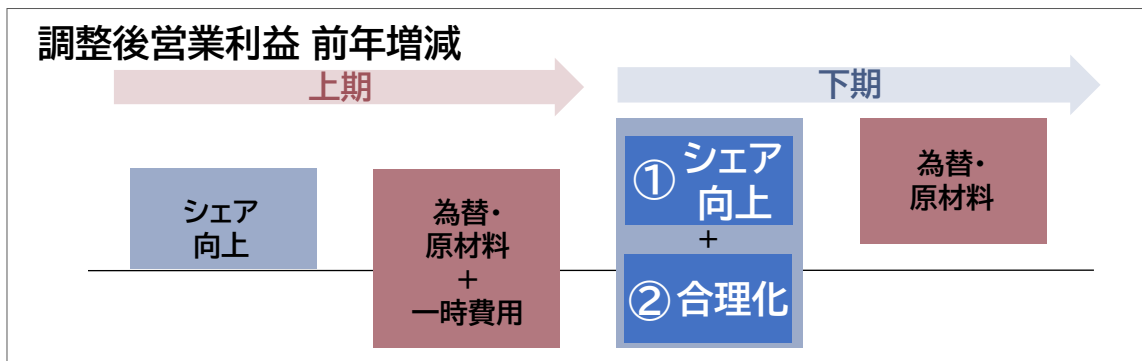 調整後営業利益 前年増減
上期
下期
シェア
向上
為替・
原材料
+
一時費用
① シェア
向上
+
② 合理化
為替・
原材料